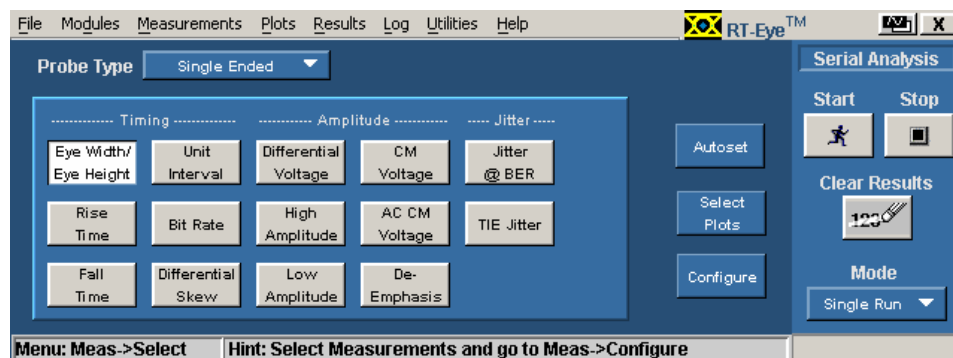 File Modules Measurements Plots Results Log Utilities Help RT-Eye™ X
Probe Type Single Ended
Serial Analysis
Start Stop
-------------- Timing -------------- ------------ Amplitude ------------ ----- Jitter -----
Eye Width/
Eye Height
Unit
Interval
Differential
Voltage
CM
Voltage
Jitter
@ BER
Autoset
Clear Results
123
Rise
Time
Bit Rate
High
Amplitude
AC CM
Voltage
TIE Jitter
Select
Plots
Fall
Time
Differential
Skew
Low
Amplitude
De-
Emphasis
Configure
Mode
Single Run
Menu: Meas->Select Hint: Select Measurements and go to Meas->Configure